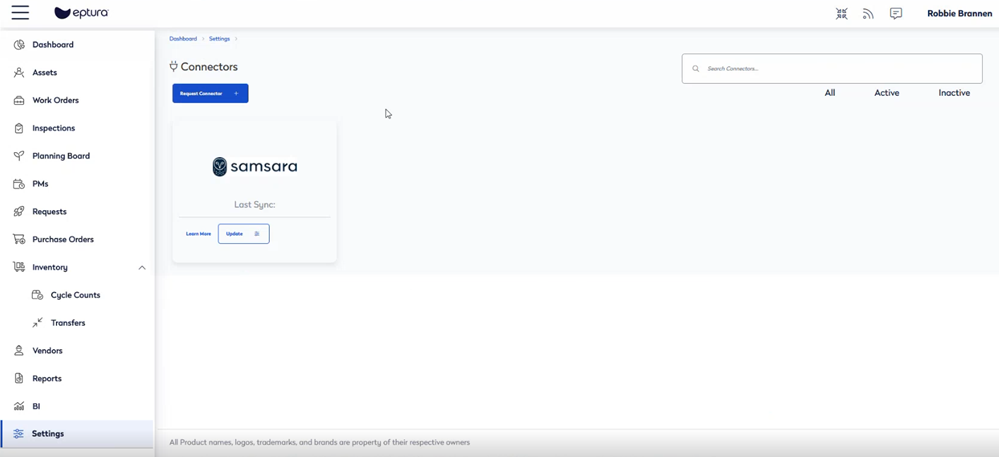 eptura
Robbie Brannen
Dashboard
Assets
Work Orders
Inspections
Planning Board
PMs
Requests
Purchase Orders
Inventory
Cycle Counts
Transfers
Vendors
Reports
BI
Settings
Dashboard > Settings >
Connectors
Search Connectors...
Request Connector +
All Active Inactive
samsara
Last Sync:
Learn More Update
All Product names, logos, trademarks, and brands are property of their respective owners